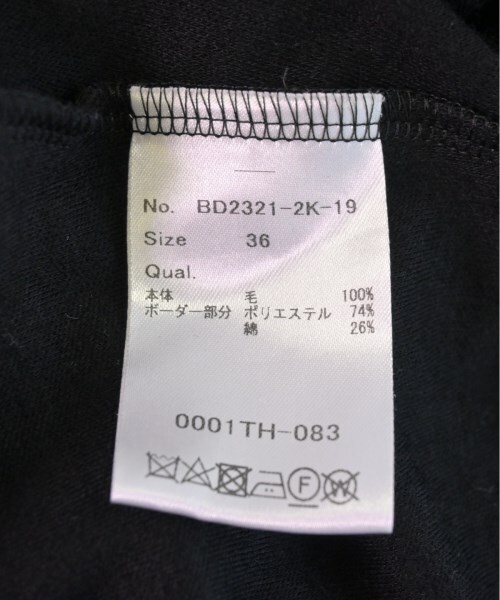 No. BD2321-2K-19
Size 36
Qual.
本体 毛 100%
ボーダー部分 ポリエステル 74%
綿 26%
0001TH-083
F W